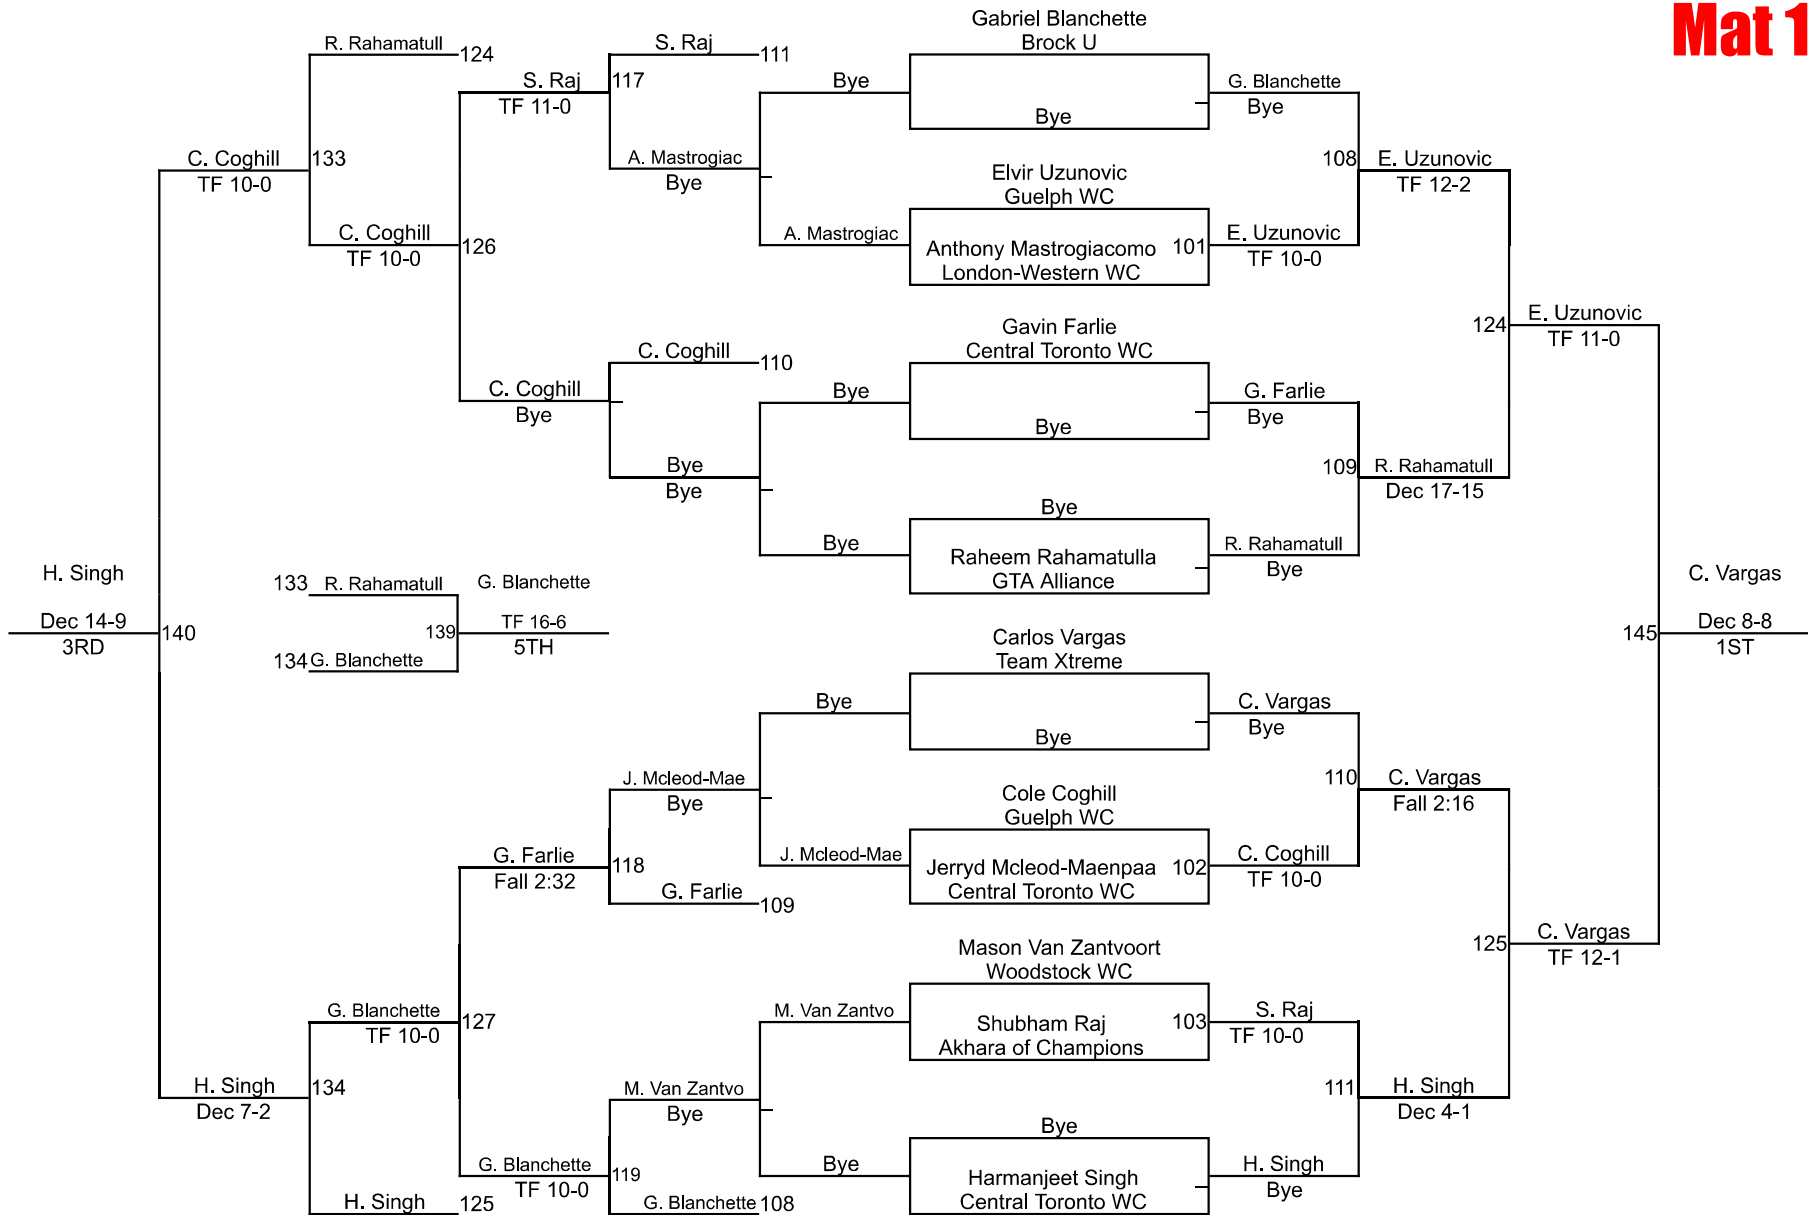 Mat 1
Gabriel Blanchette
Brock U
R. Rahamatull
124
S. Raj
111
S. Raj
117
TF 11-0
Bye
Bye
G. Blanchette
Bye
C. Coghill
133
TF 10-0
A. Mastrogiac
Bye
Elvir Uzunovic
Guelph WC
108
E. Uzunovic
TF 12-2
C. Coghill
126
TF 10-0
A. Mastrogiac
Anthony Mastrogiacomo
London-Western WC
101
E. Uzunovic
TF 10-0
Gavin Farlie
Central Toronto WC
124
E. Uzunovic
TF 11-0
C. Coghill
110
C. Coghill
Bye
Bye
Bye
G. Farlie
Bye
Bye
Bye
109
R. Rahamatull
Dec 17-15
Bye
Bye
Raheem Rahamatulla
GTA Alliance
R. Rahamatull
Bye
H. Singh
Dec 14-9
3RD
140
133
R. Rahamatull
G. Blanchette
139
TF 16-6
5TH
134
G. Blanchette
C. Vargas
145
Dec 8-8
1ST
Carlos Vargas
Team Xtreme
Bye
Bye
C. Vargas
Bye
J. Mcleod-Mae
Bye
Cole Coghill
Guelph WC
110
C. Vargas
Fall 2:16
G. Farlie
118
Fall 2:32
J. Mcleod-Mae
Jerryd Mcleod-Maenpaa
Central Toronto WC
102
C. Coghill
TF 10-0
G. Farlie
109
Mason Van Zantvoort
Woodstock WC
125
C. Vargas
TF 12-1
G. Blanchette
127
TF 10-0
M. Van Zantvo
Shubham Raj
Akhara of Champions
103
S. Raj
TF 10-0
H. Singh
134
Dec 7-2
M. Van Zantvo
Bye
111
H. Singh
Dec 4-1
Bye
G. Blanchette
119
TF 10-0
Bye
Harmanjeet Singh
Central Toronto WC
H. Singh
Bye
H. Singh
125
G. Blanchette
108